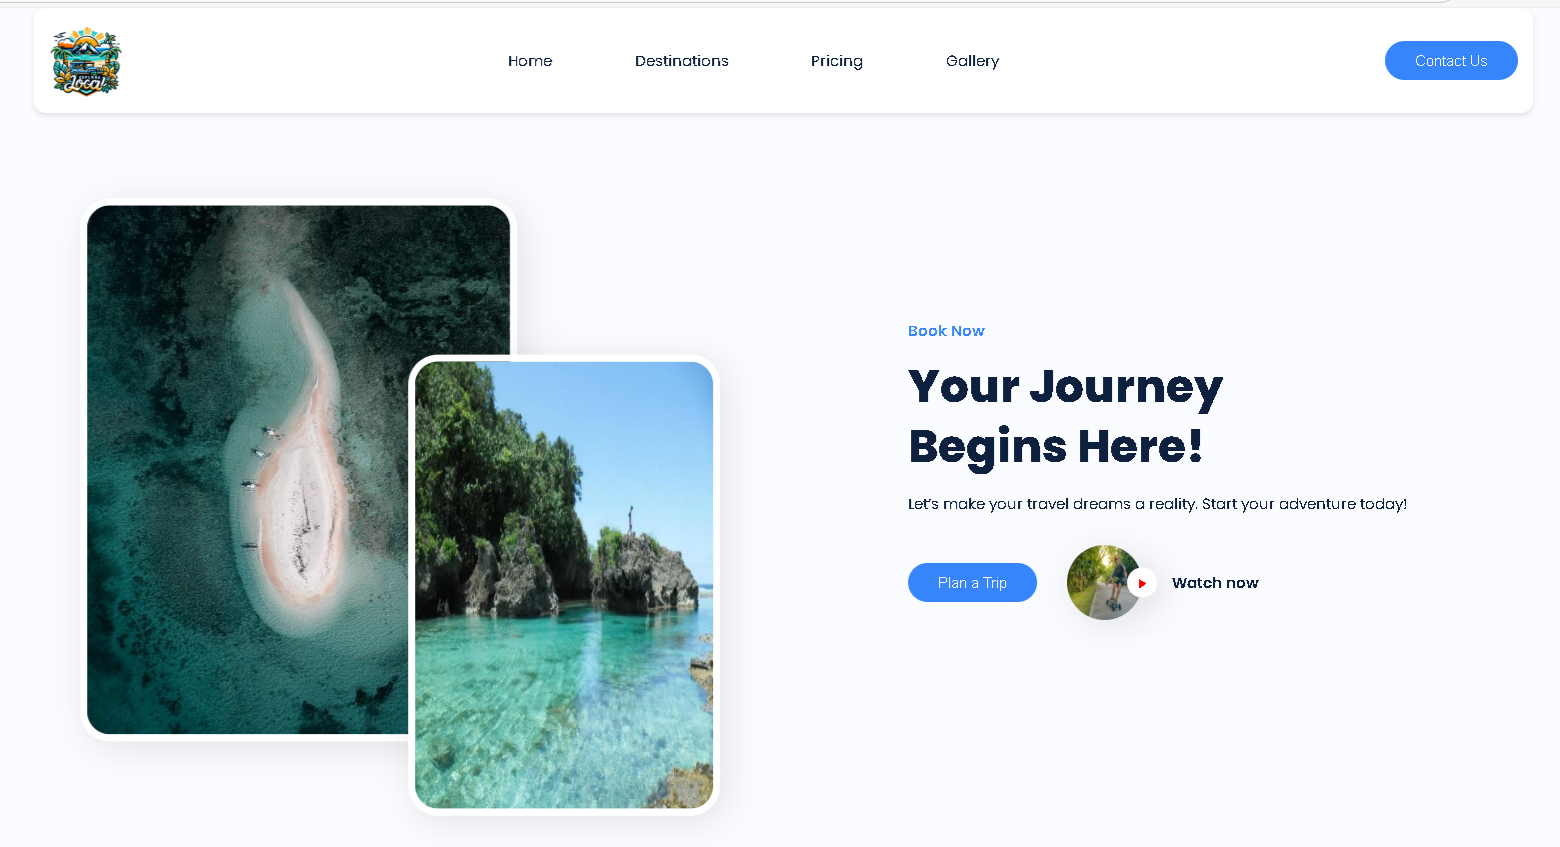 EXPLORE
Local
Home
Destinations
Pricing
Gallery
Contact Us
Book Now
Your Journey
Begins Here!
Let's make your travel dreams a reality. Start your adventure today!
Plan a Trip
Watch now